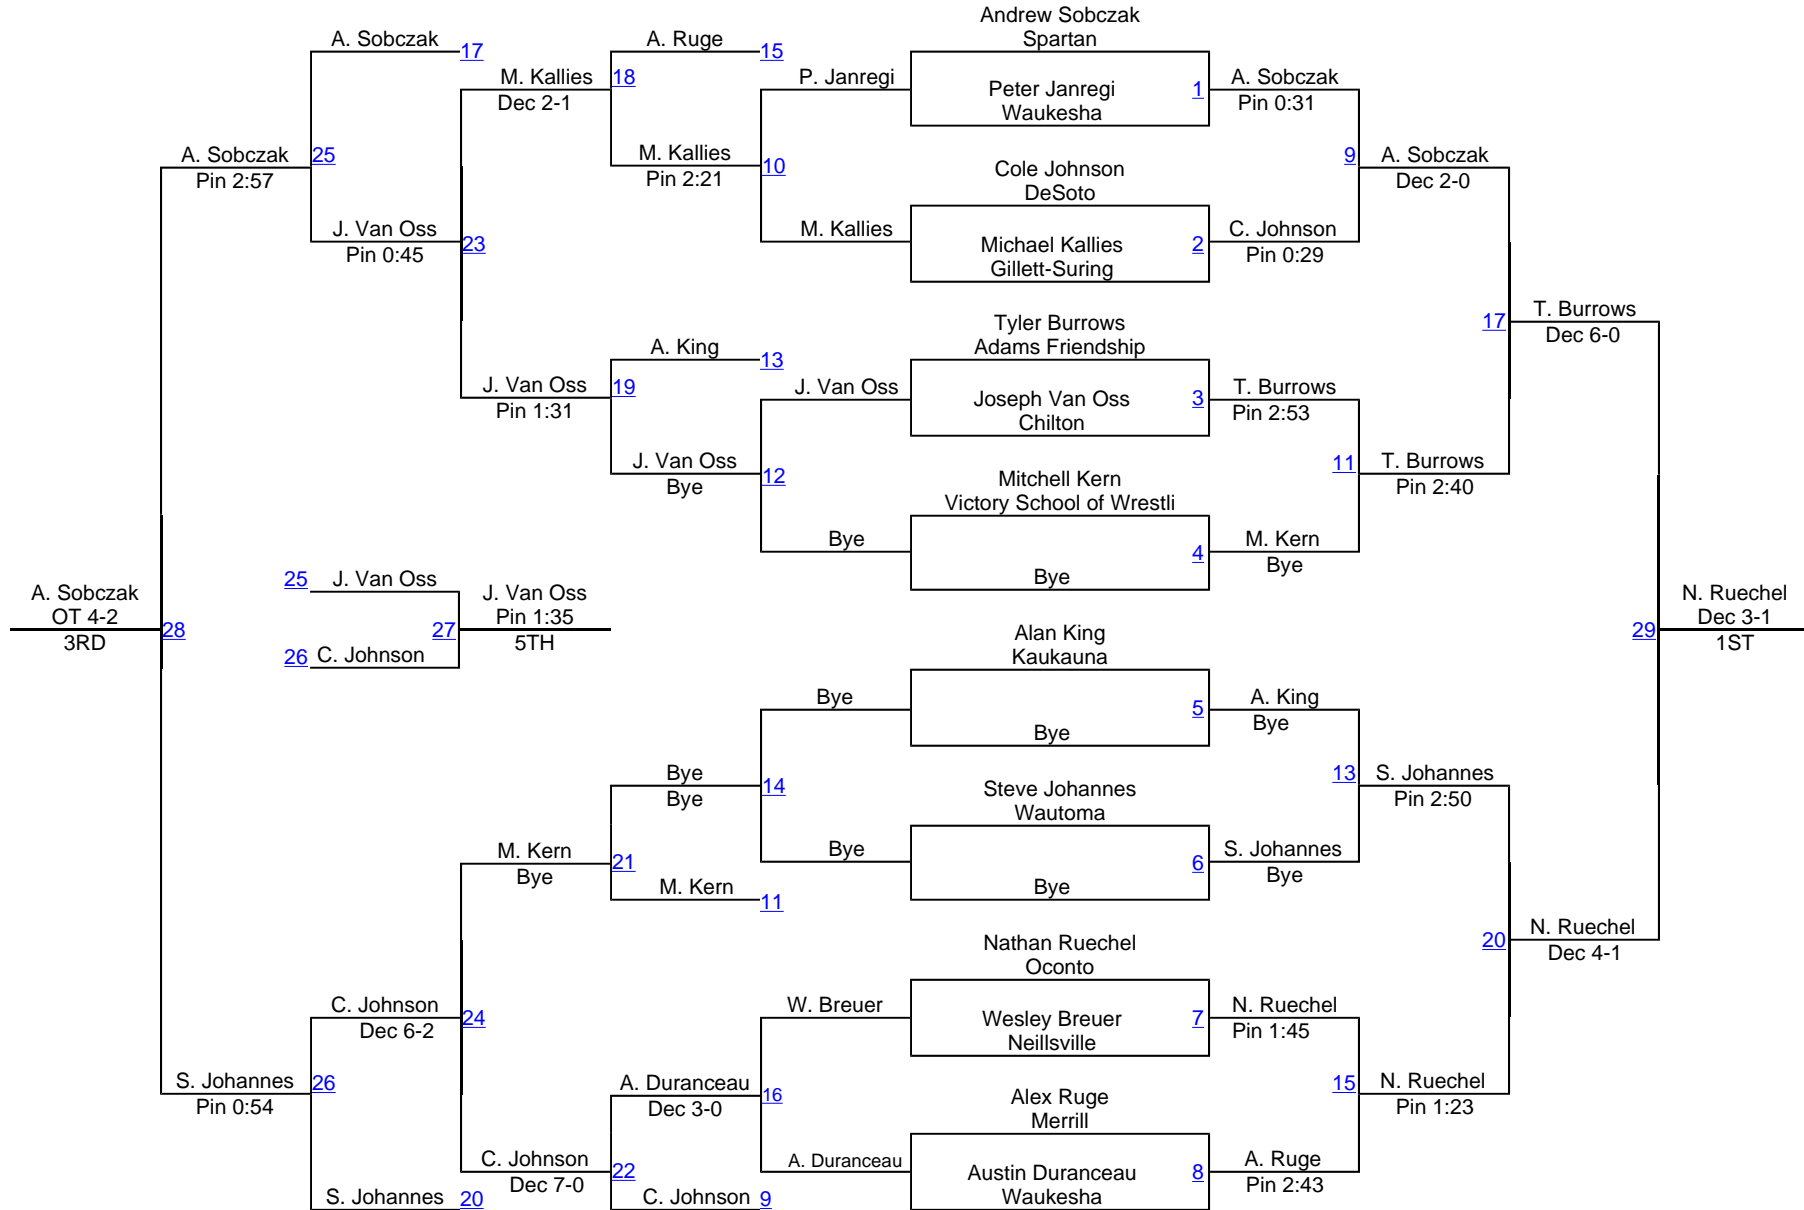 Andrew Sobczak
A. Sobczak
A. Ruge
Spartan
17
15
M. Kallies
18
P. Janregi
Peter Janregi
1
A. Sobczak
Dec 2-1
Waukesha
Pin 0:31
A. Sobczak
25
M. Kallies
10
Cole Johnson
9
A. Sobczak
Pin 2:57
Pin 2:21
DeSoto
Dec 2-0
J. Van Oss
23
M. Kallies
Michael Kallies
2
C. Johnson
Pin 0:45
Gillett-Suring
Pin 0:29
Tyler Burrows
17
T. Burrows
A. King
13
Adams Friendship
Dec 6-0
J. Van Oss
19
J. Van Oss
Joseph Van Oss
3
T. Burrows
Pin 1:31
Chilton
Pin 2:53
J. Van Oss
12
Mitchell Kern
11
T. Burrows
Bye
Victory School of Wrestli
Pin 2:40
Bye
4
M. Kern
Bye
Bye
25
J. Van Oss
A. Sobczak
J. Van Oss
N. Ruechel
OT 4-2
Pin 1:35
Dec 3-1
28
27
29
3RD
5TH
1ST
26
C. Johnson
Alan King
Kaukauna
Bye
5
A. King
Bye
Bye
Bye
14
Steve Johannes
13
S. Johannes
Bye
Wautoma
Pin 2:50
M. Kern
21
Bye
6
S. Johannes
Bye
M. Kern
11
Bye
Bye
Nathan Ruechel
20
N. Ruechel
Oconto
Dec 4-1
C. Johnson
24
W. Breuer
Wesley Breuer
7
N. Ruechel
Dec 6-2
Neillsville
Pin 1:45
S. Johannes
26
A. Duranceau
16
Alex Ruge
15
N. Ruechel
Pin 0:54
Dec 3-0
Merrill
Pin 1:23
C. Johnson
22
A. Duranceau
Austin Duranceau
8
A. Ruge
Dec 7-0
Waukesha
Pin 2:43
S. Johannes
20
C. Johnson
9